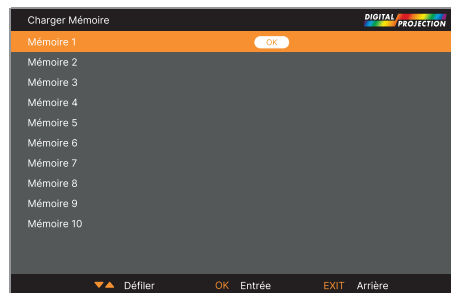 Charger Mémoire
DIGITAL
PROJECTION
Mémoire 1 OK
Mémoire 2
Mémoire 3
Mémoire 4
Mémoire 5
Mémoire 6
Mémoire 7
Mémoire 8
Mémoire 9
Mémoire 10
▼▲ Défiler OK Entrée EXIT Arrière